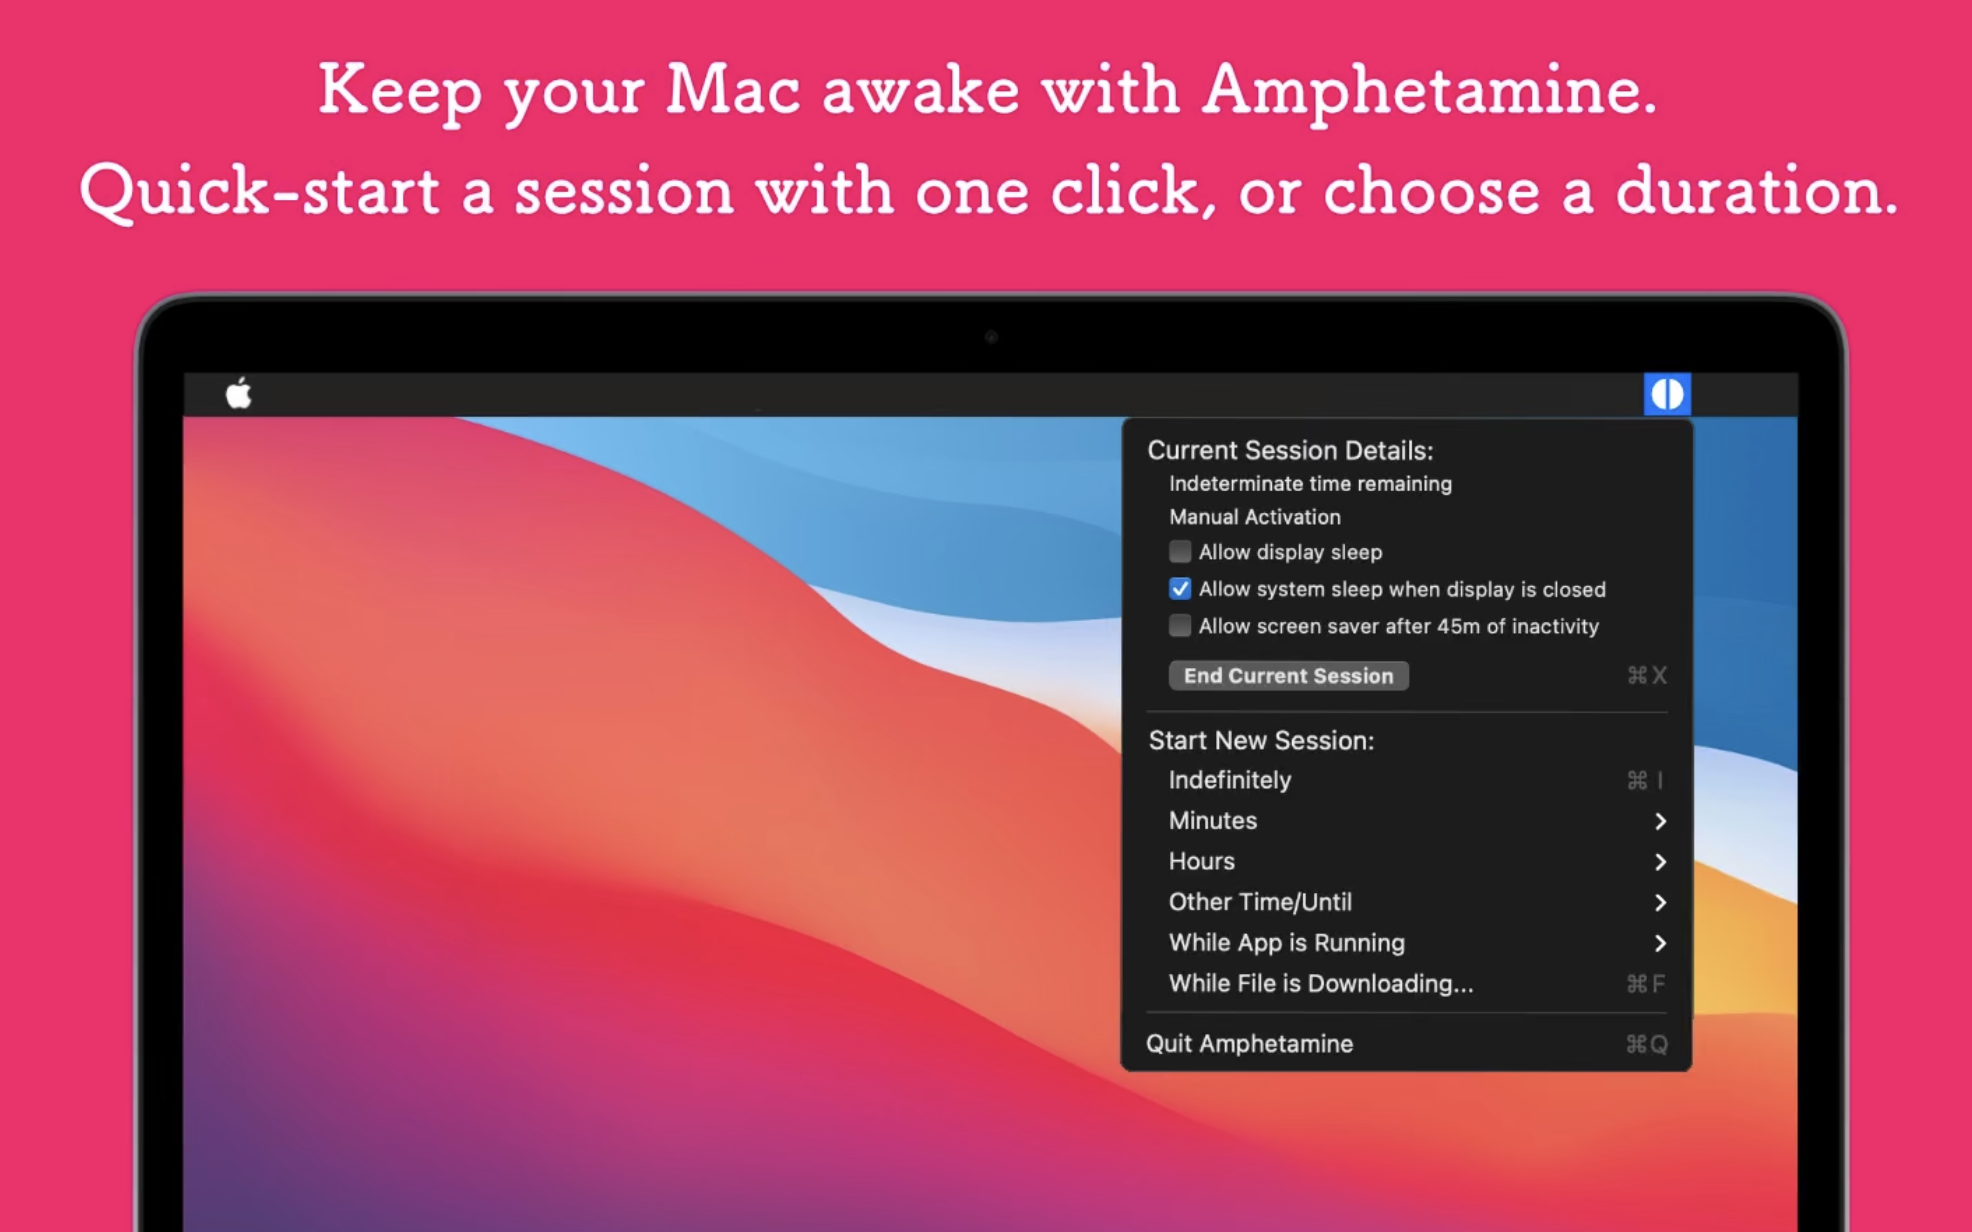 Keep your Mac awake with Amphetamine.
Quick-start a session with one click, or choose a duration.
Current Session Details:
Indeterminate time remaining
Manual Activation
Allow display sleep
Allow system sleep when display is closed
Allow screen saver after 45m of inactivity
End Current Session ⌘X
Start New Session:
Indefinitely ⌘I
Minutes
Hours
Other Time/Until
While App is Running
While File is Downloading... ⌘F
Quit Amphetamine ⌘Q